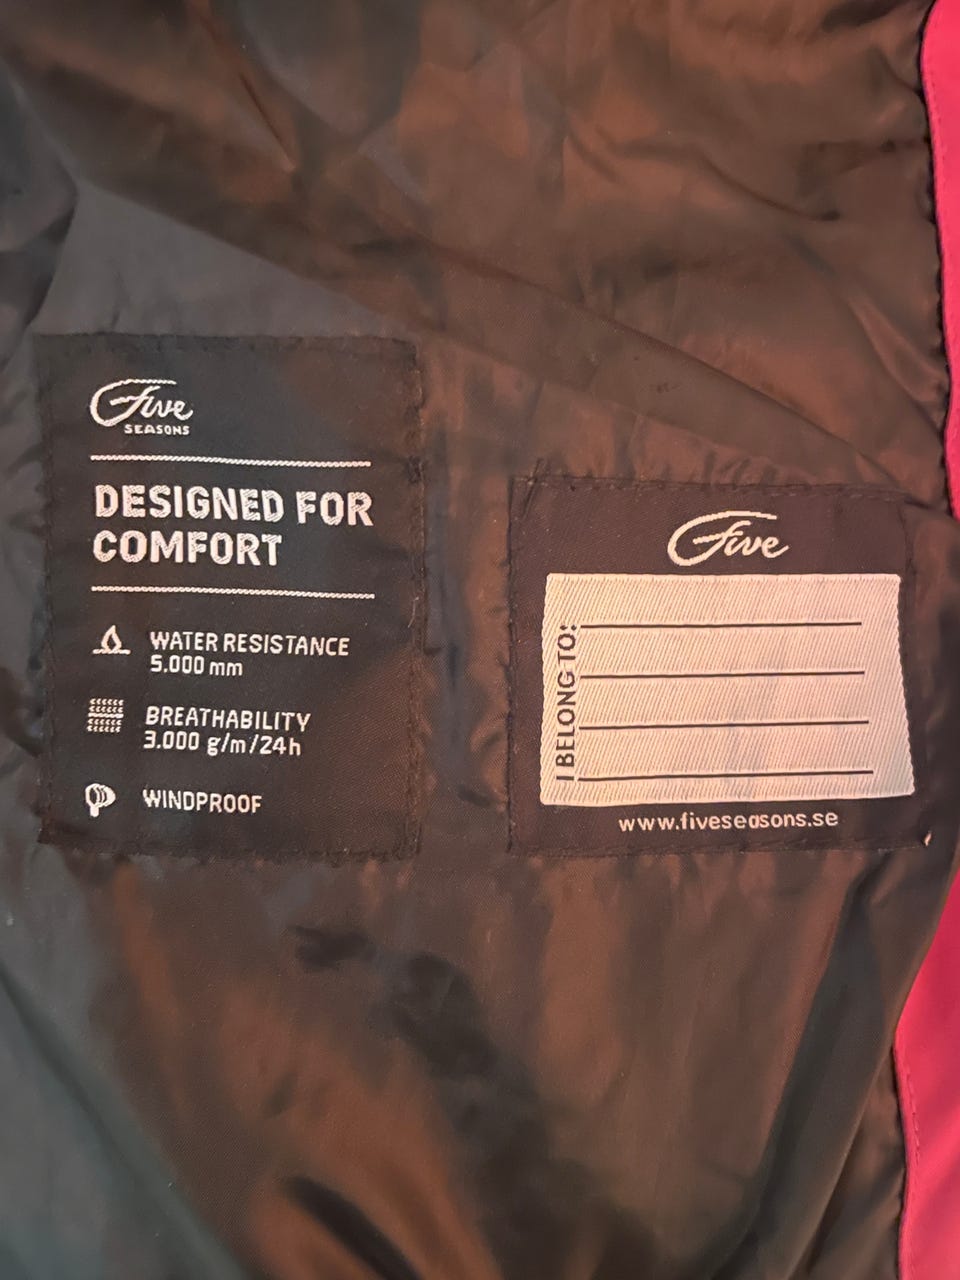 Five
SEASONS
DESIGNED FOR
COMFORT
WATER RESISTANCE
5.000 mm
BREATHABILITY
3.000 g/m/24h
WINDPROOF
Five
I BELONG TO:
www.fiveseasons.se